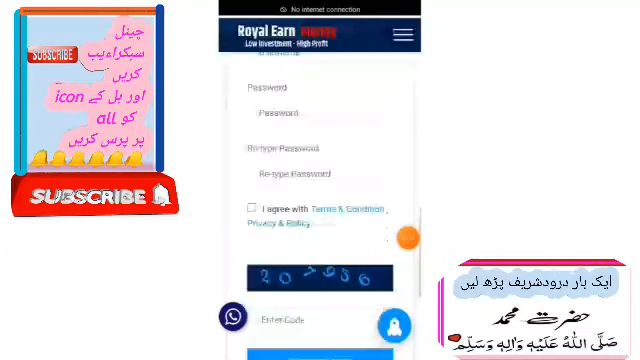 چینل
سبکراءیب
SUBSCRIBE
کریں
اور بل کے icon
کو all
پر پرس کریں
SUBSCRIBE
No internet connection
Royal Earn Money
Low Investment - High Profit
Password
Password
Re-type Password
Re-type Password
I agree with Terms & Condition,
Privacy & Policy
Enter Code
ایک بار درودشریف پڑھ لیں
حضرت محمد
صَلَّى اللهُ عَلَيْهِ وَاٰلِهٖ وَسَلَّمْ